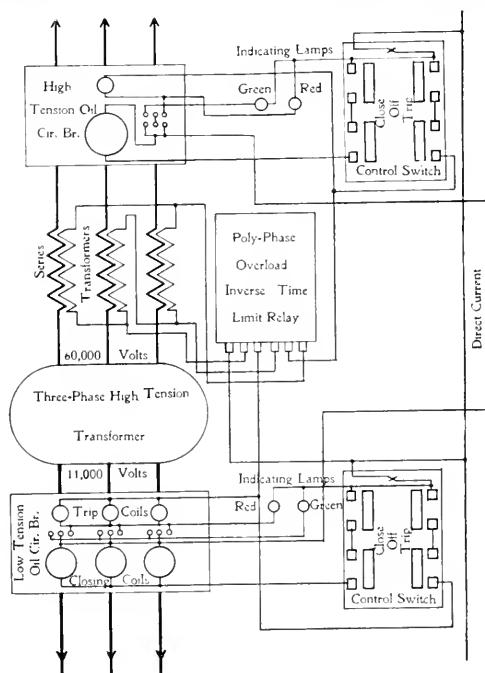 Indicating Lamps
Green
Red
High
Tension Oil
Cir. Br.
Close
Off
Trip
Control Switch
Series
Transformers
Poly-Phase
Overload
Inverse Time
Limit Relay
Direct Current
60,000 Volts
Three-Phase High Tension
Transformer
11,000 Volts
Indicating Lamps
Red
Green
Low Tension
Oil Cir. Br.
Trip Coils
Closing Coils
Close
Off
Trip
Control Switch